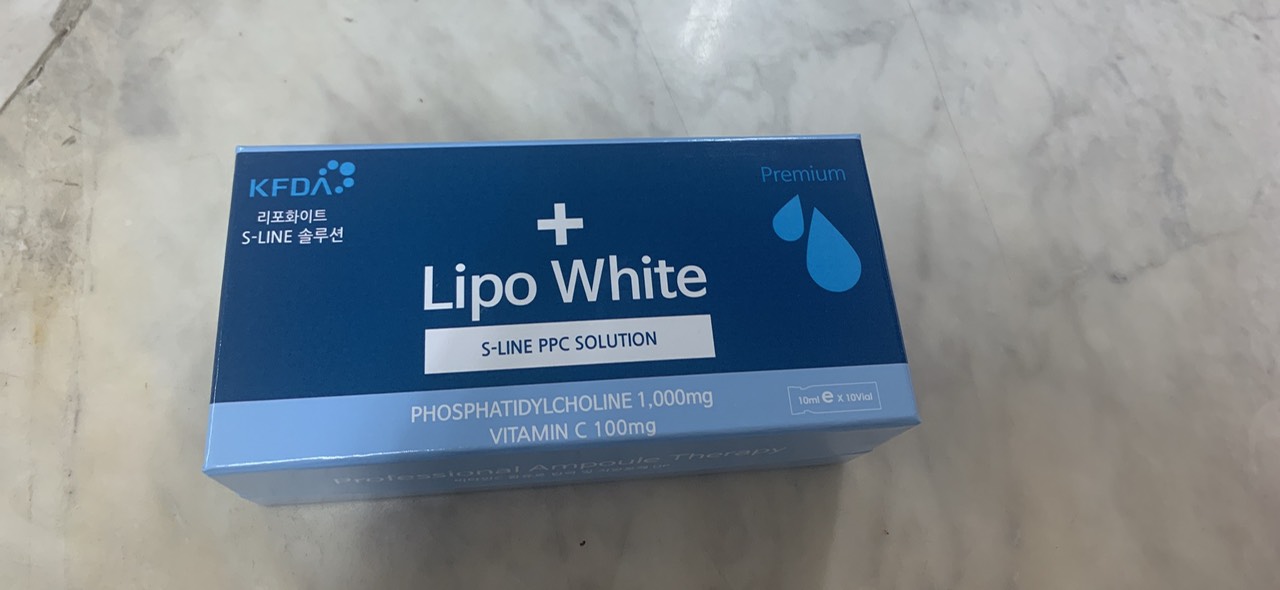 KFDA
리포화이트
S-LINE 솔루션
Premium
Lipo White
S-LINE PPC SOLUTION
PHOSPHATIDYLCHOLINE 1,000mg
VITAMIN C 100mg
10ml e x 10Vial
Professional Ampoule Therapy